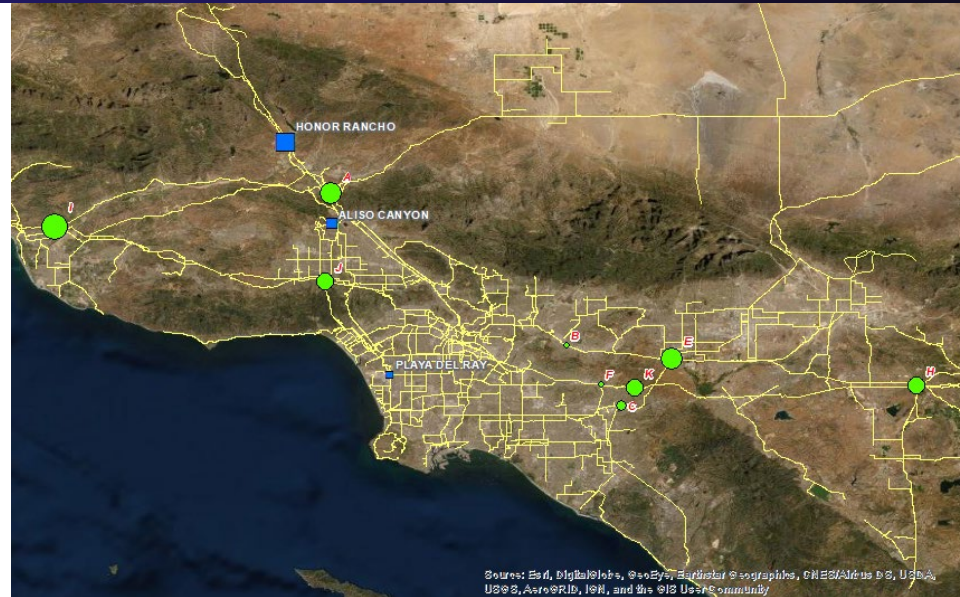 HONOR RANCHO
A
I
ALISO CANYON
J
B
E
PLAYA DEL RAY
F
K
H
C
Source: Esri, DigitalGlobe, GeoEye, Earthstar Geographics, CNES/Airbus DS, USDA,
USGS, AeroGRID, IGN, and the GIS User Community